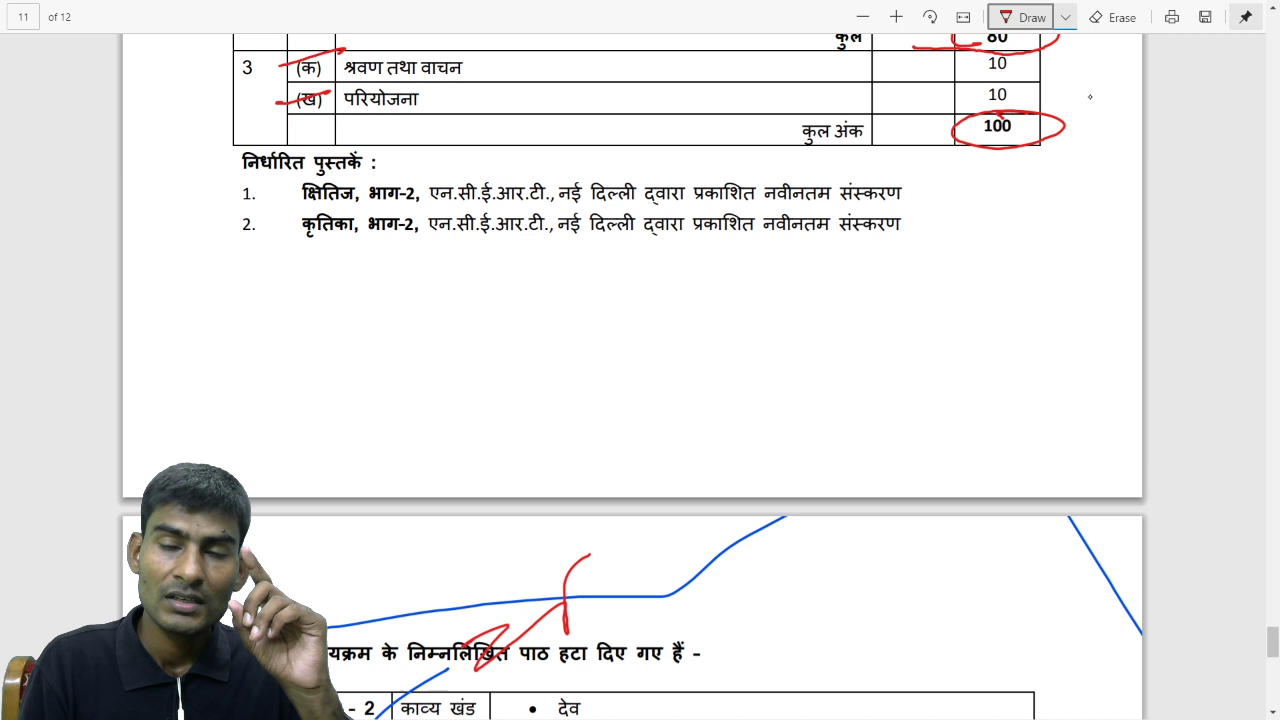 11 of 12 Draw Erase
कुल 80
3 (क) श्रवण तथा वाचन 10
(ख) परियोजना 10
कुल अंक 100
निर्धारित पुस्तकें :
1. क्षितिज, भाग-2, एन.सी.ई.आर.टी., नई दिल्ली द्वारा प्रकाशित नवीनतम संस्करण
2. कृतिका, भाग-2, एन.सी.ई.आर.टी., नई दिल्ली द्वारा प्रकाशित नवीनतम संस्करण
यक्रम के निम्नलिखित पाठ हटा दिए गए हैं -
- 2 काव्य खंड • देव